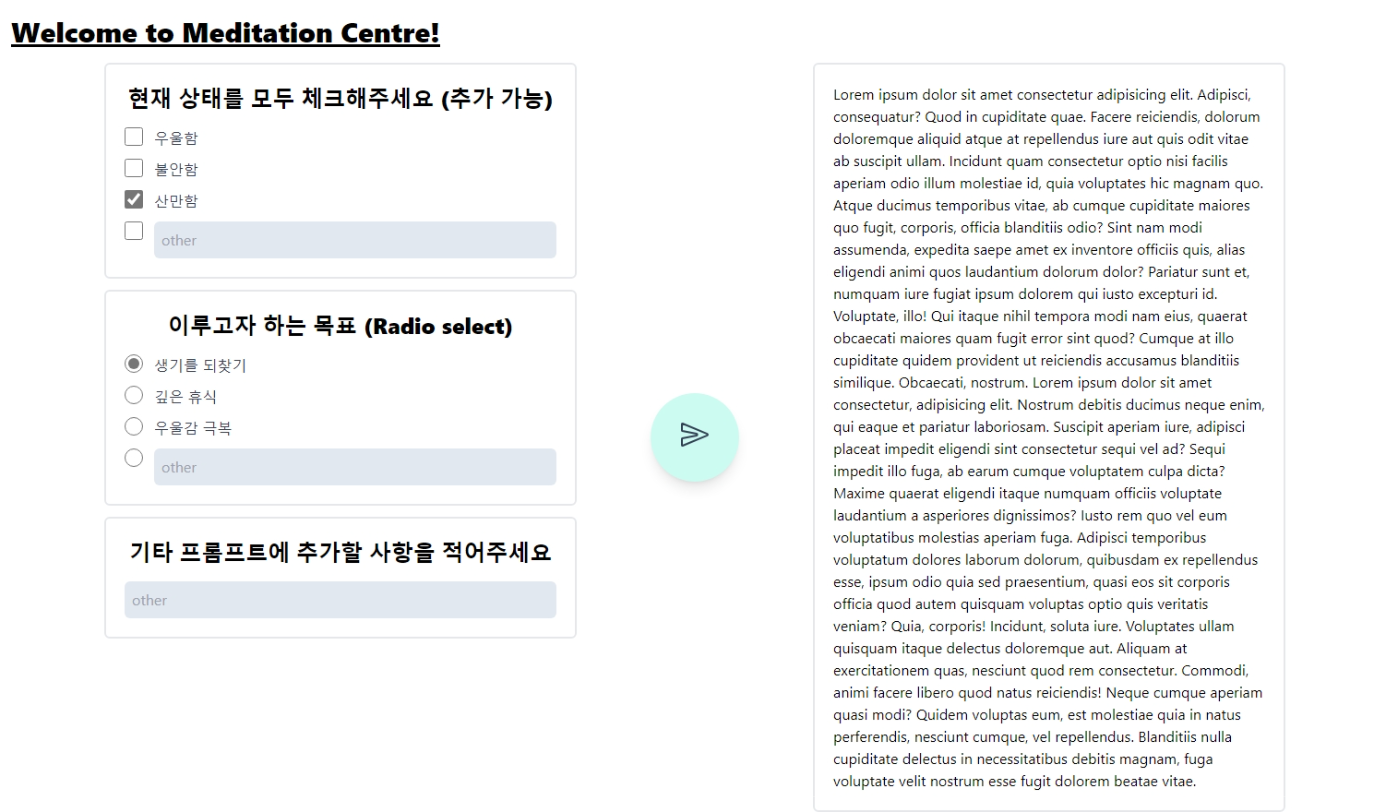 Welcome to Meditation Centre!
현재 상태를 모두 체크해주세요 (추가 가능)
우울함
불안함
산만함
other
이루고자 하는 목표 (Radio select)
생기를 되찾기
깊은 휴식
우울감 극복
other
기타 프롬프트에 추가할 사항을 적어주세요
other
Lorem ipsum dolor sit amet consectetur adipisicing elit. Adipisci,
consequatur? Quod in cupiditate quae. Facere reiciendis, dolorum
doloremque aliquid atque at repellendus iure aut quis odit vitae
ab suscipit ullam. Incidunt quam consectetur optio nisi facilis
aperiam odio illum molestiae id, quia voluptates hic magnam quo.
Atque ducimus temporibus vitae, ab cumque cupiditate maiores
quo fugit, corporis, officia blanditiis odio? Sint nam modi
assumenda, expedita saepe amet ex inventore officiis quis, alias
eligendi animi quos laudantium dolorum dolor? Pariatur sunt et,
numquam iure fugiat ipsum dolorem qui iusto excepturi id.
Voluptate, illo! Qui itaque nihil tempora modi nam eius, quaerat
obcaecati maiores quam fugit error sint quod? Cumque at illo
cupiditate quidem provident ut reiciendis accusamus blanditiis
similique. Obcaecati, nostrum. Lorem ipsum dolor sit amet
consectetur, adipisicing elit. Nostrum debitis ducimus neque enim,
qui eaque et pariatur laboriosam. Suscipit aperiam iure, adipisci
placeat impedit eligendi sint consectetur sequi vel ad? Sequi
impedit illo fuga, ab earum cumque voluptatem culpa dicta?
Maxime quaerat eligendi itaque numquam officiis voluptate
laudantium a asperiores dignissimos? Iusto rem quo vel eum
voluptatibus molestias aperiam fuga. Adipisci temporibus
voluptatum dolores laborum dolorum, quibusdam ex repellendus
esse, ipsum odio quia sed praesentium, quasi eos sit corporis
officia quod autem quisquam voluptas optio quis veritatis
veniam? Quia, corporis! Incidunt, soluta iure. Voluptates ullam
quisquam itaque delectus doloremque aut. Aliquam at
exercitationem quas, nesciunt quod rem consectetur. Commodi,
animi facere libero quod natus reiciendis! Neque cumque aperiam
quasi modi? Quidem voluptas eum, est molestiae quia in natus
perferendis, nesciunt cumque, vel repellendus. Blanditiis nulla
cupiditate delectus in necessitatibus debitis magnam, fuga
voluptate velit nostrum esse fugit dolorem beatae vitae.